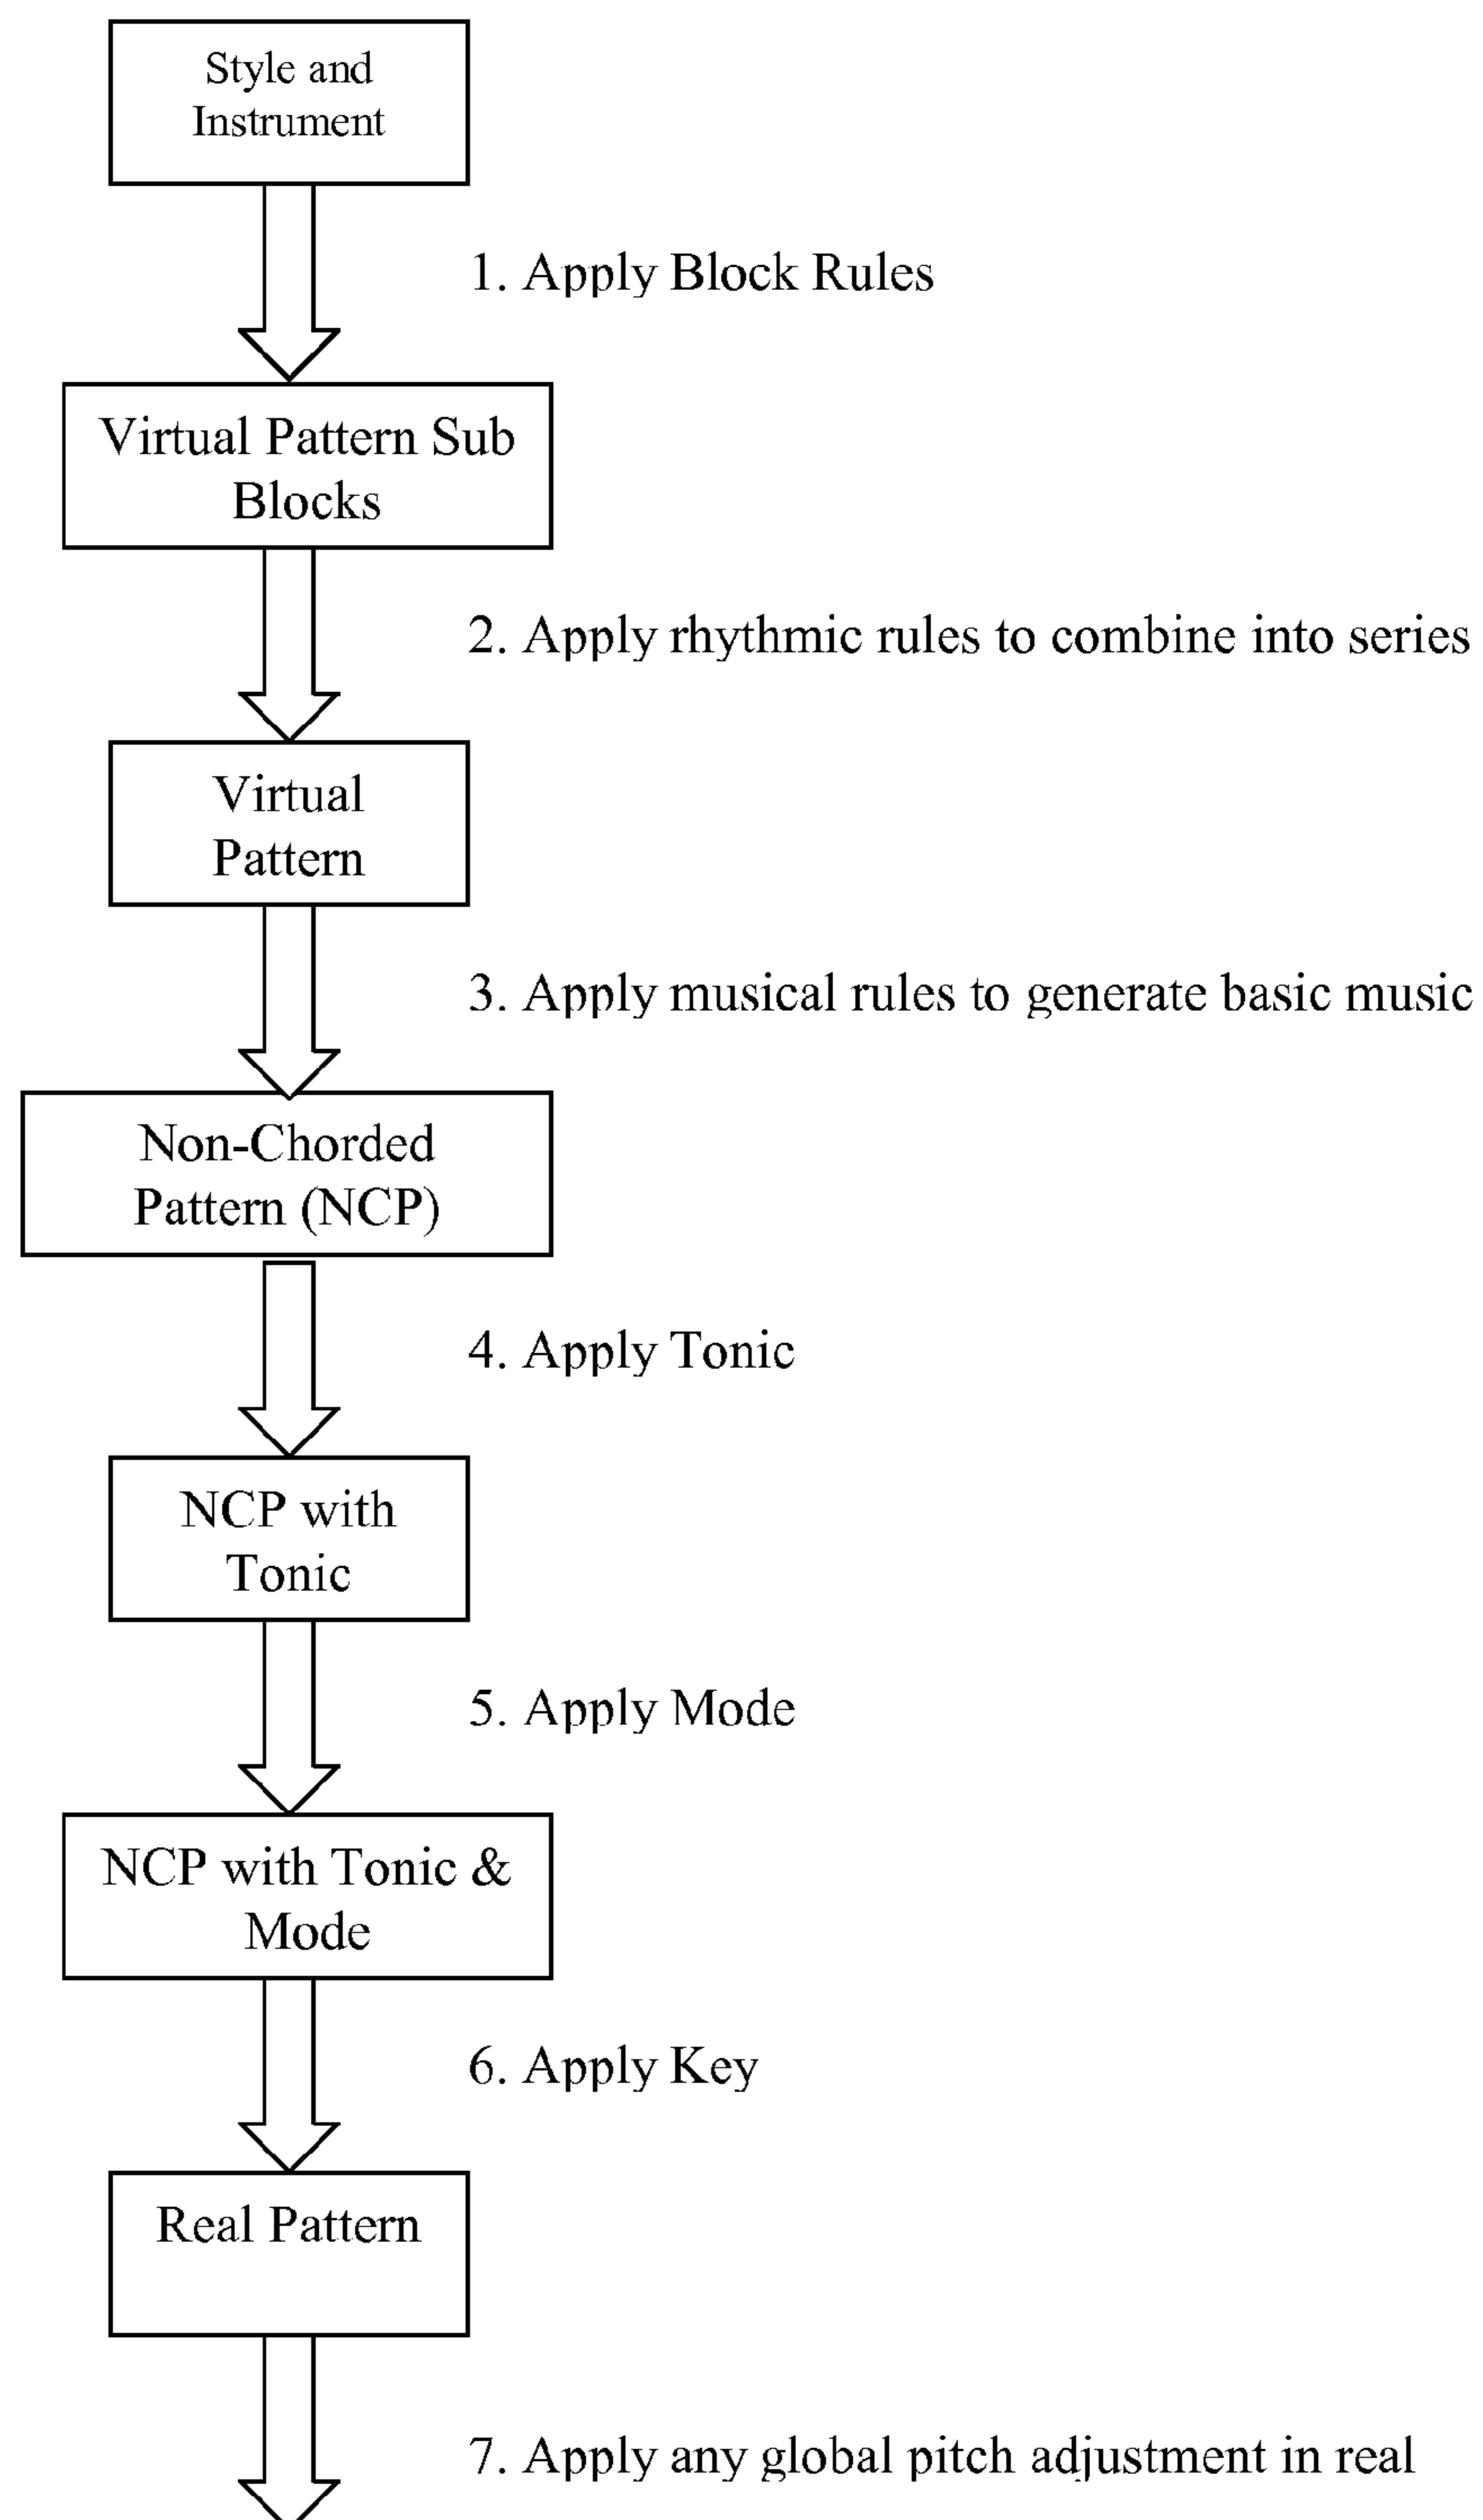 Style and
Instrument
1. Apply Block Rules
Virtual Pattern Sub
Blocks
2. Apply rhythmic rules to combine into series
Virtual
Pattern
3. Apply musical rules to generate basic music
Non-Chorded
Pattern (NCP)
4. Apply Tonic
NCP with
Tonic
5. Apply Mode
NCP with Tonic &
Mode
6. Apply Key
Real Pattern
7. Apply any global pitch adjustment in real